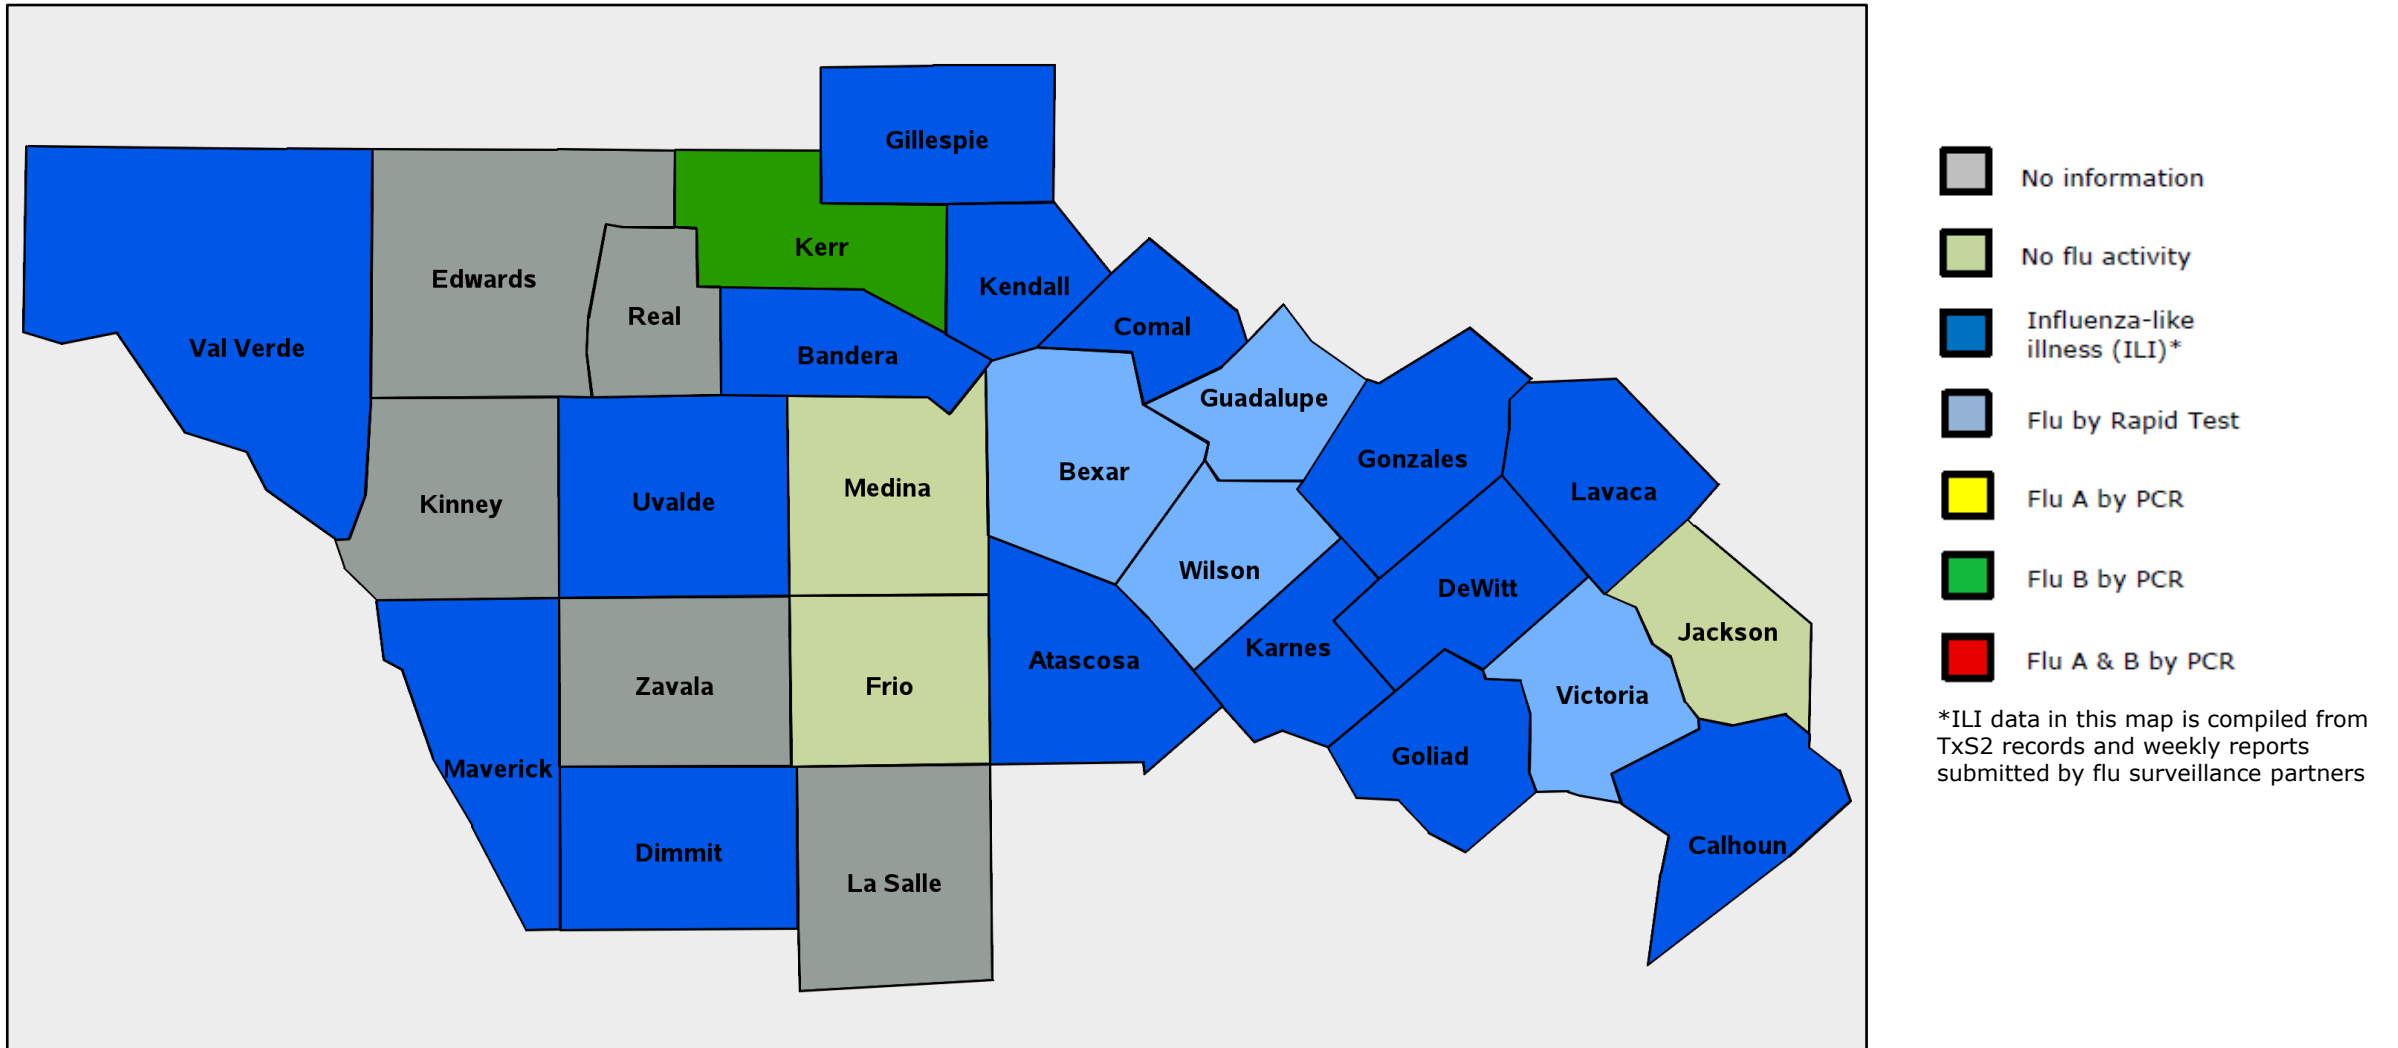 Gillespie
Kerr
Edwards
Kendall
Real
Comal
Val Verde
Bandera
Guadalupe
Gonzales
Bexar
Medina
Lavaca
Uvalde
Kinney
Wilson
DeWitt
Jackson
Karnes
Atascosa
Zavala
Frio
Victoria
Goliad
Maverick
Calhoun
Dimmit
La Salle
No information
No flu activity
Influenza-like
illness (ILI)*
Flu by Rapid Test
Flu A by PCR
Flu B by PCR
Flu A & B by PCR
*ILI data in this map is compiled from
TxS2 records and weekly reports
submitted by flu surveillance partners